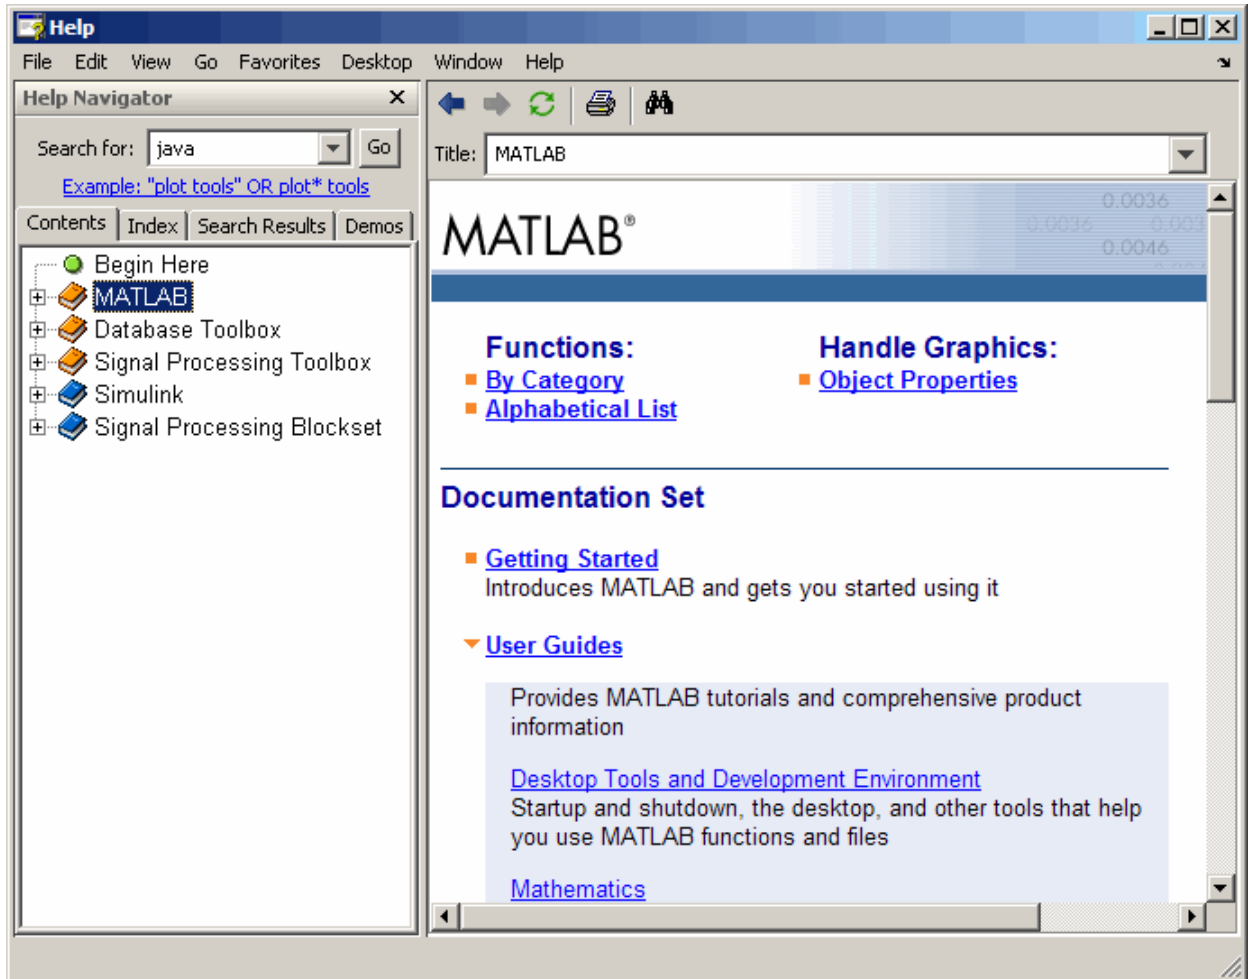 Help
File Edit View Go Favorites Desktop Window Help
Help Navigator
Search for: java Go
Example: "plot tools" OR plot* tools
Contents Index Search Results Demos
Begin Here
MATLAB
Database Toolbox
Signal Processing Toolbox
Simulink
Signal Processing Blockset
Title: MATLAB
MATLAB®
0.0036
0.0036 0.0036 0.003
0.0046
Functions:
By Category
Alphabetical List
Handle Graphics:
Object Properties
Documentation Set
Getting Started
Introduces MATLAB and gets you started using it
User Guides
Provides MATLAB tutorials and comprehensive product
information
Desktop Tools and Development Environment
Startup and shutdown, the desktop, and other tools that help
you use MATLAB functions and files
Mathematics